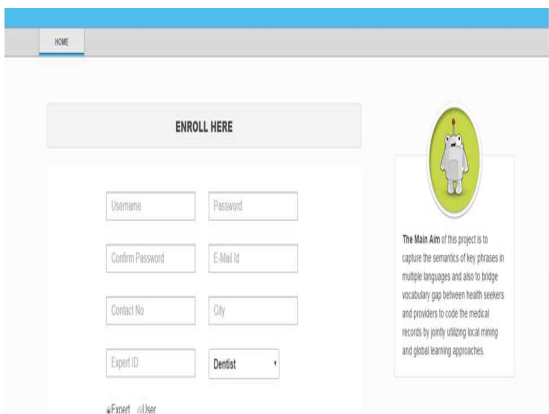 HOME
ENROLL HERE
Username
Password
Confirm Password
E-Mail Id
Contact No
City
Expert ID
Dentist
Expert
User
The Main Aim of this project is to
capture the semantics of key phrases in
multiple languages and also to bridge
vocabulary gap between health seekers
and providers to code the medical
records by jointly utilizing local mining
and global learning approaches.